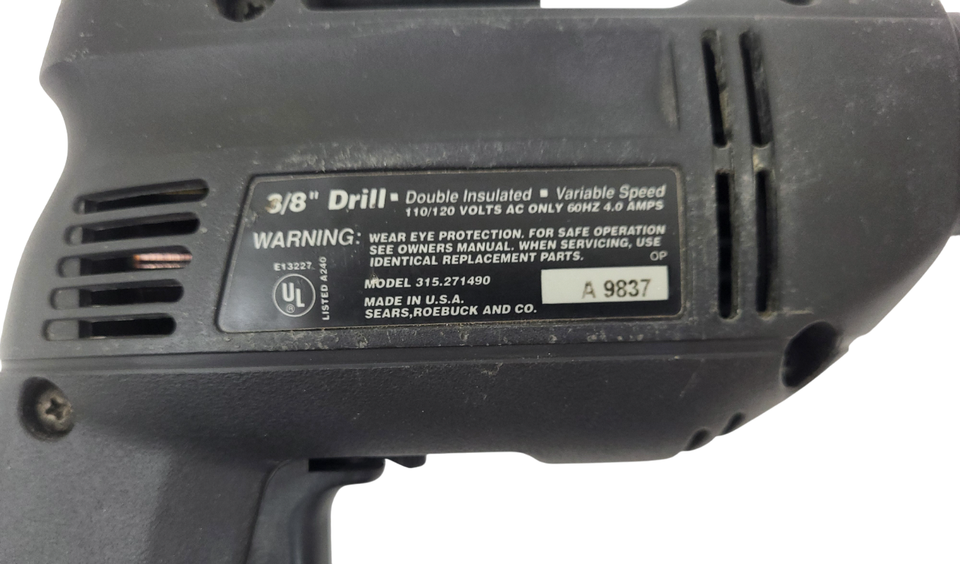 3/8" Drill ▪ Double Insulated ▪ Variable Speed
110/120 VOLTS AC ONLY 60HZ 4.0 AMPS
WARNING: WEAR EYE PROTECTION. FOR SAFE OPERATION
SEE OWNERS MANUAL. WHEN SERVICING, USE
IDENTICAL REPLACEMENT PARTS.
OP
E13227
UL
®
LISTED A240
MODEL 315.271490
MADE IN U.S.A.
SEARS,ROEBUCK AND CO.
A 9837